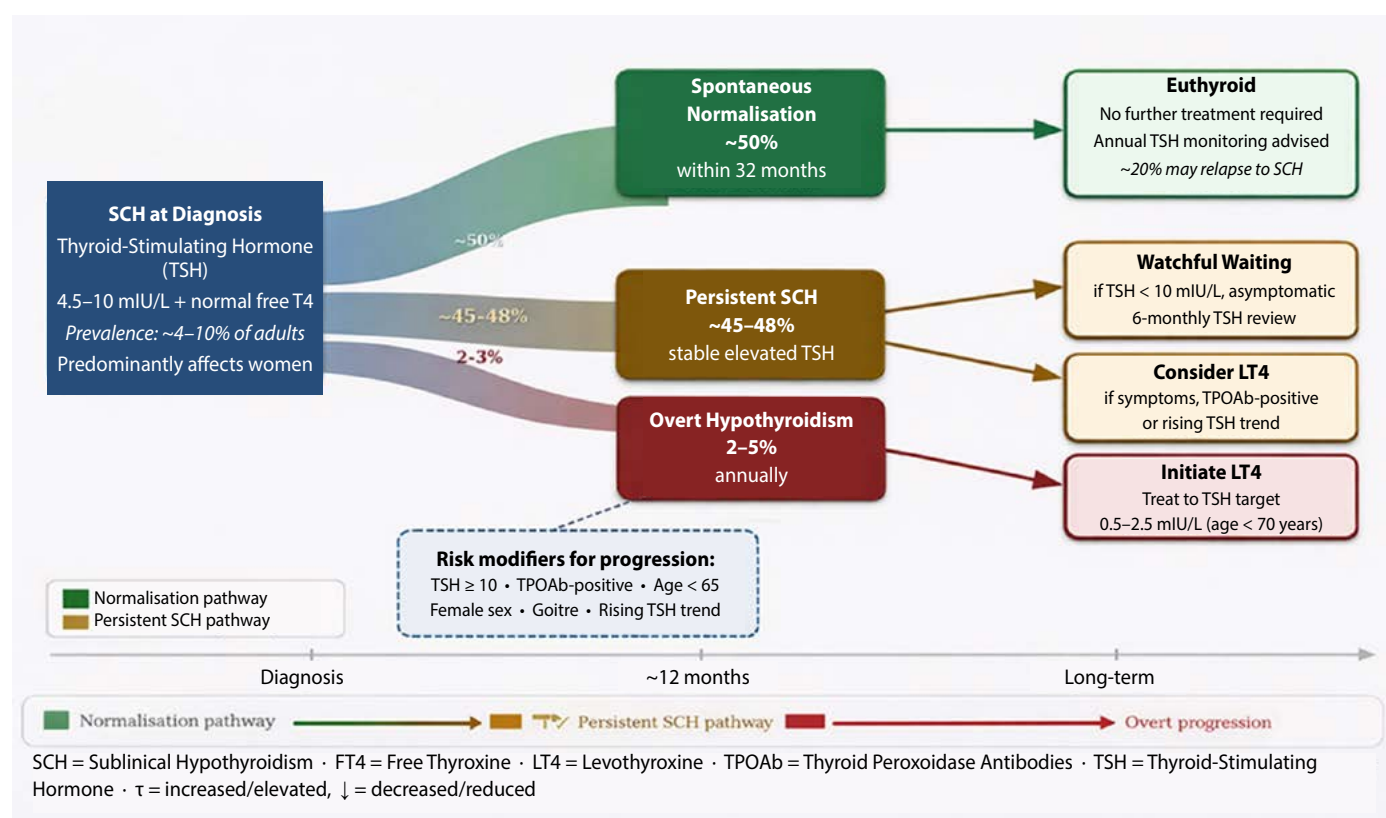 SCH at Diagnosis
Thyroid-Stimulating Hormone
(TSH)
4.5–10 mIU/L + normal free T4
Prevalence: ~4–10% of adults
Predominantly affects women
~50%
~45-48%
2-3%
Spontaneous
Normalisation
~50%
within 32 months
Persistent SCH
~45–48%
stable elevated TSH
Overt Hypothyroidism
2–5%
annually
Euthyroid
No further treatment required
Annual TSH monitoring advised
~20% may relapse to SCH
Watchful Waiting
if TSH < 10 mIU/L, asymptomatic
6-monthly TSH review
Consider LT4
if symptoms, TPOAb-positive
or rising TSH trend
Initiate LT4
Treat to TSH target
0.5–2.5 mIU/L (age < 70 years)
Risk modifiers for progression:
TSH ≥ 10 • TPOAb-positive • Age < 65
Female sex • Goitre • Rising TSH trend
Normalisation pathway
Persistent SCH pathway
Diagnosis
~12 months
Long-term
Normalisation pathway
Persistent SCH pathway
Overt progression
SCH = Sublinical Hypothyroidism · FT4 = Free Thyroxine · LT4 = Levothyroxine · TPOAb = Thyroid Peroxidase Antibodies · TSH = Thyroid-Stimulating
Hormone · τ = increased/elevated, ↓ = decreased/reduced